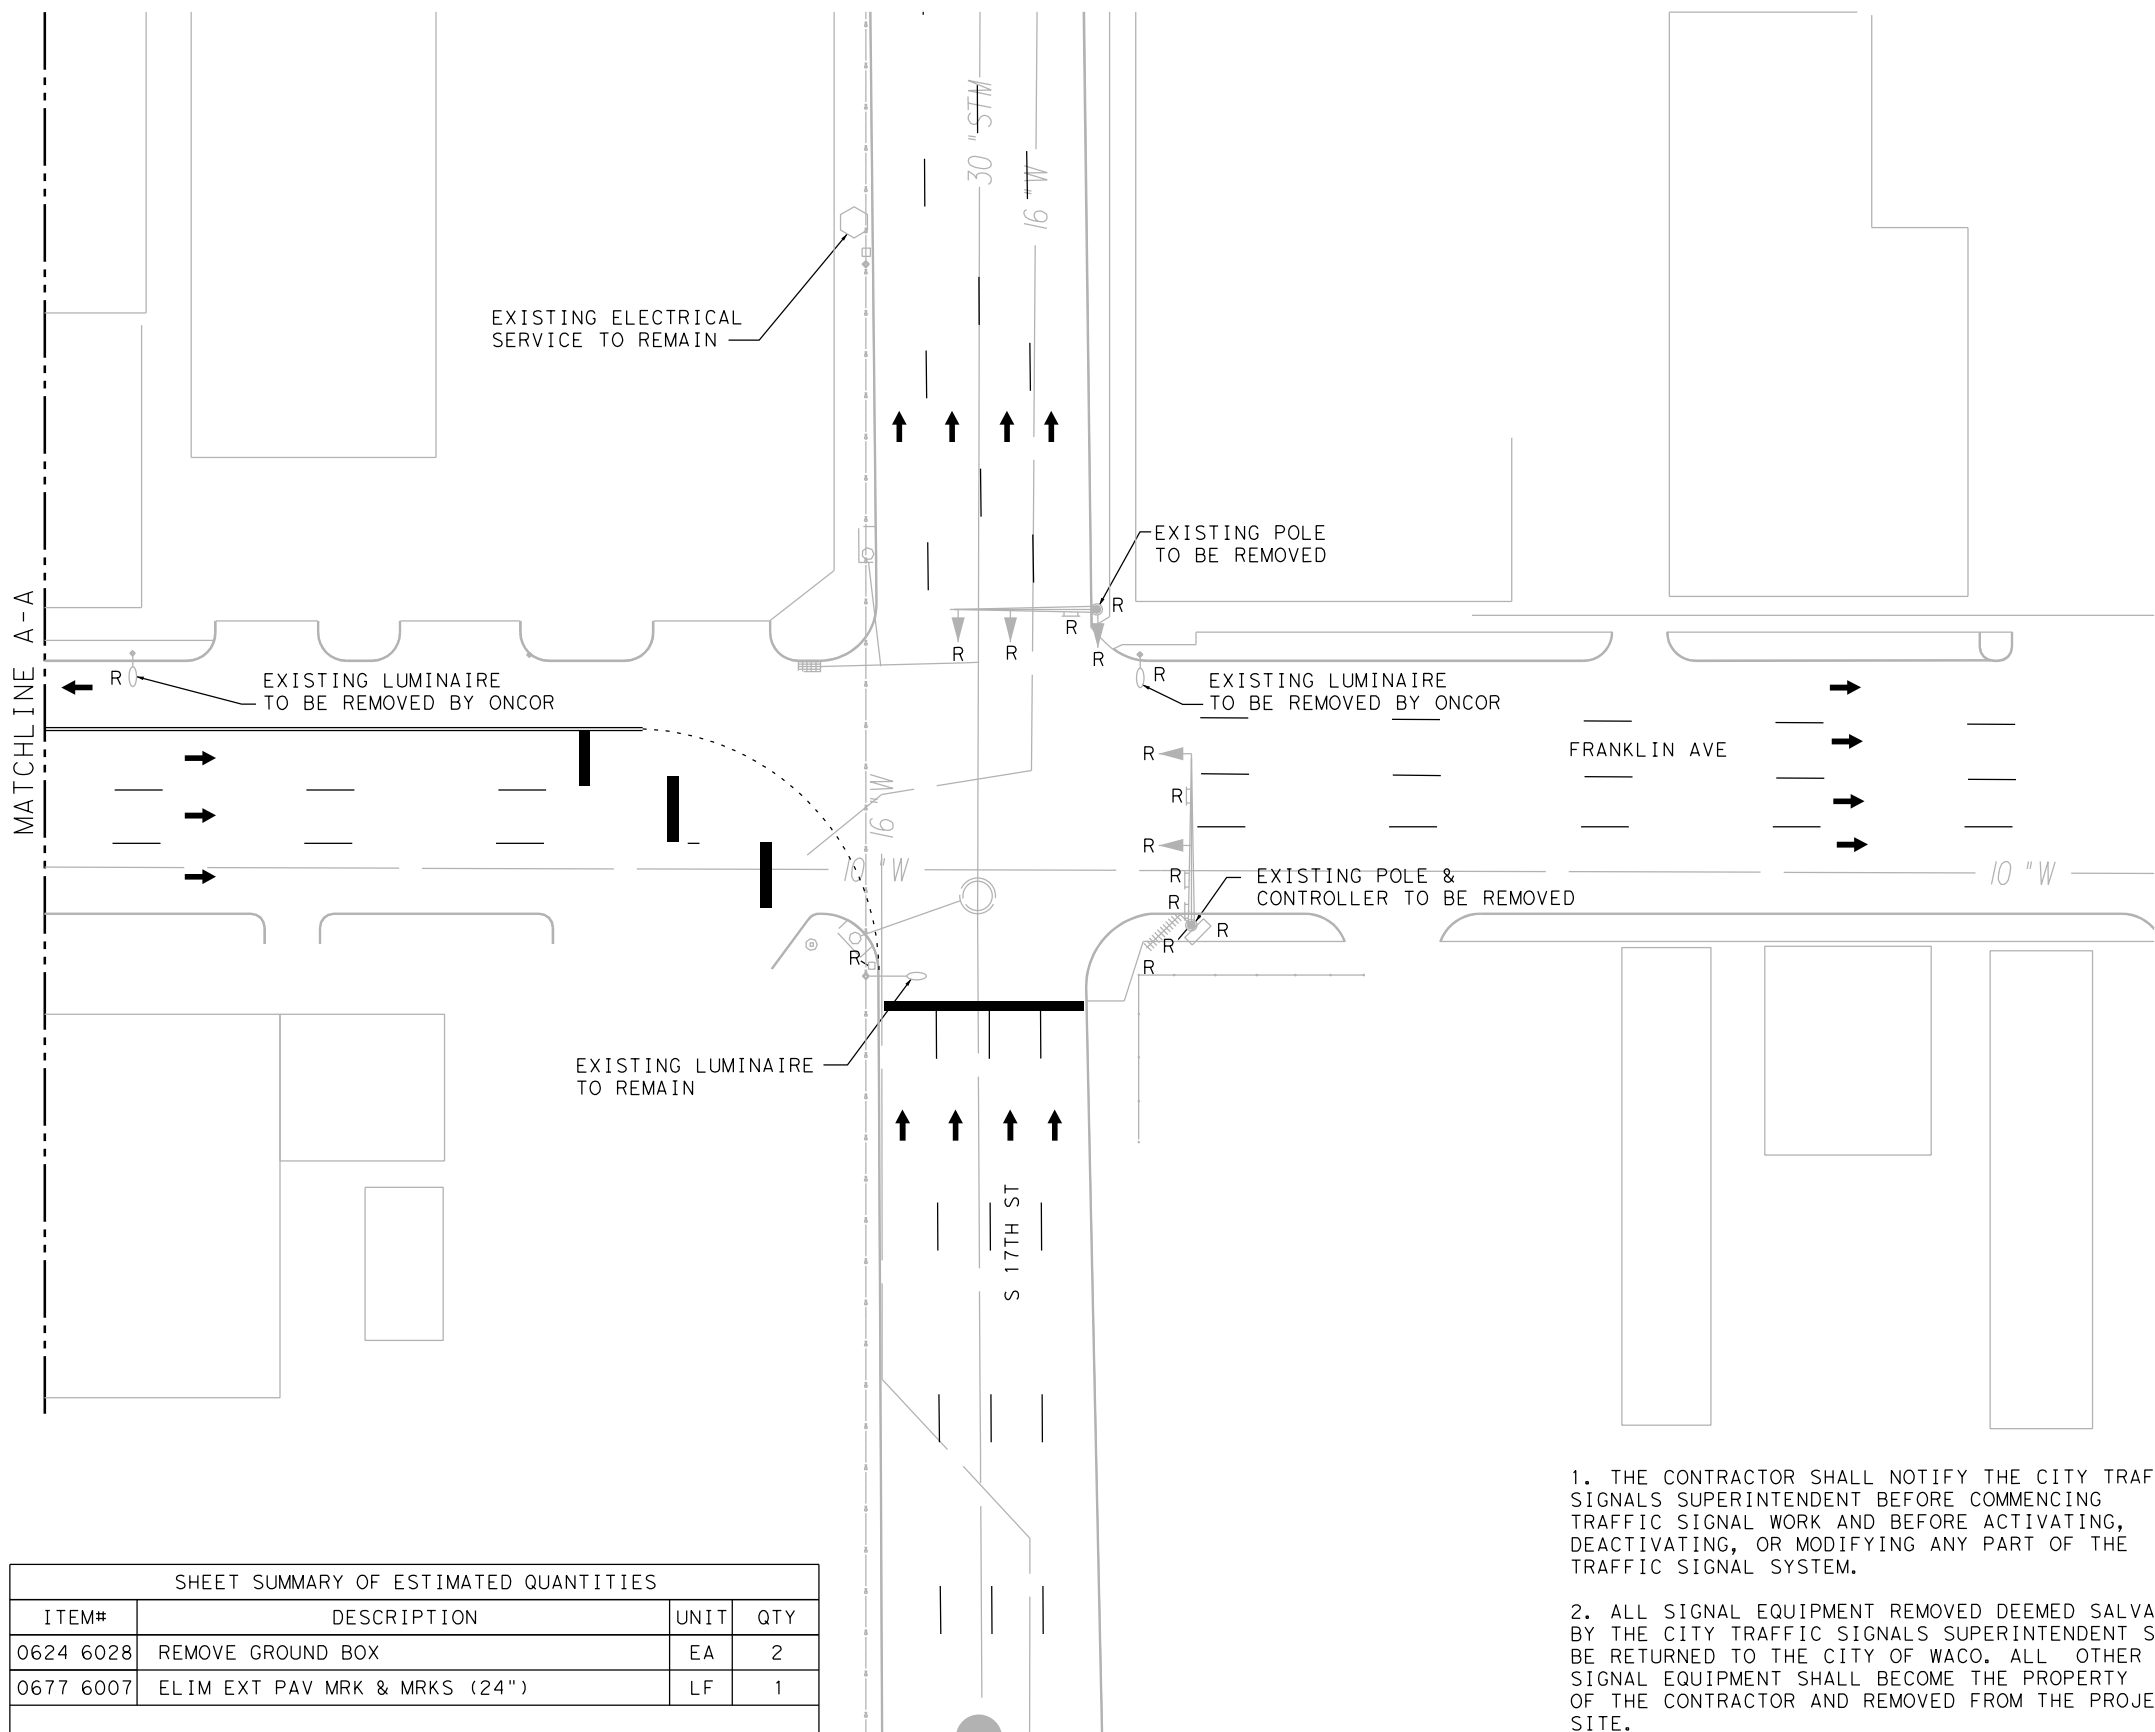 30 "STM
16 "W
EXISTING ELECTRICAL
SERVICE TO REMAIN
EXISTING POLE
TO BE REMOVED
R
R
R
R
R
MATCHLINE A-A
R
EXISTING LUMINAIRE
TO BE REMOVED BY ONCOR
R
EXISTING LUMINAIRE
TO BE REMOVED BY ONCOR
FRANKLIN AVE
R
R
R
R
R
16 "W
10 "W
EXISTING POLE &
CONTROLLER TO BE REMOVED
10 "W
R
R
R
R
EXISTING LUMINAIRE
TO REMAIN
S 17TH ST
1. THE CONTRACTOR SHALL NOTIFY THE CITY TRAF
SIGNALS SUPERINTENDENT BEFORE COMMENCING
TRAFFIC SIGNAL WORK AND BEFORE ACTIVATING,
DEACTIVATING, OR MODIFYING ANY PART OF THE
TRAFFIC SIGNAL SYSTEM.
2. ALL SIGNAL EQUIPMENT REMOVED DEEMED SALVA
BY THE CITY TRAFFIC SIGNALS SUPERINTENDENT S
BE RETURNED TO THE CITY OF WACO. ALL OTHER
SIGNAL EQUIPMENT SHALL BECOME THE PROPERTY
OF THE CONTRACTOR AND REMOVED FROM THE PROJE
SITE.
SHEET SUMMARY OF ESTIMATED QUANTITIES
ITEM# DESCRIPTION UNIT QTY
0624 6028 REMOVE GROUND BOX EA 2
0677 6007 ELIM EXT PAV MRK & MRKS (24") LF 1